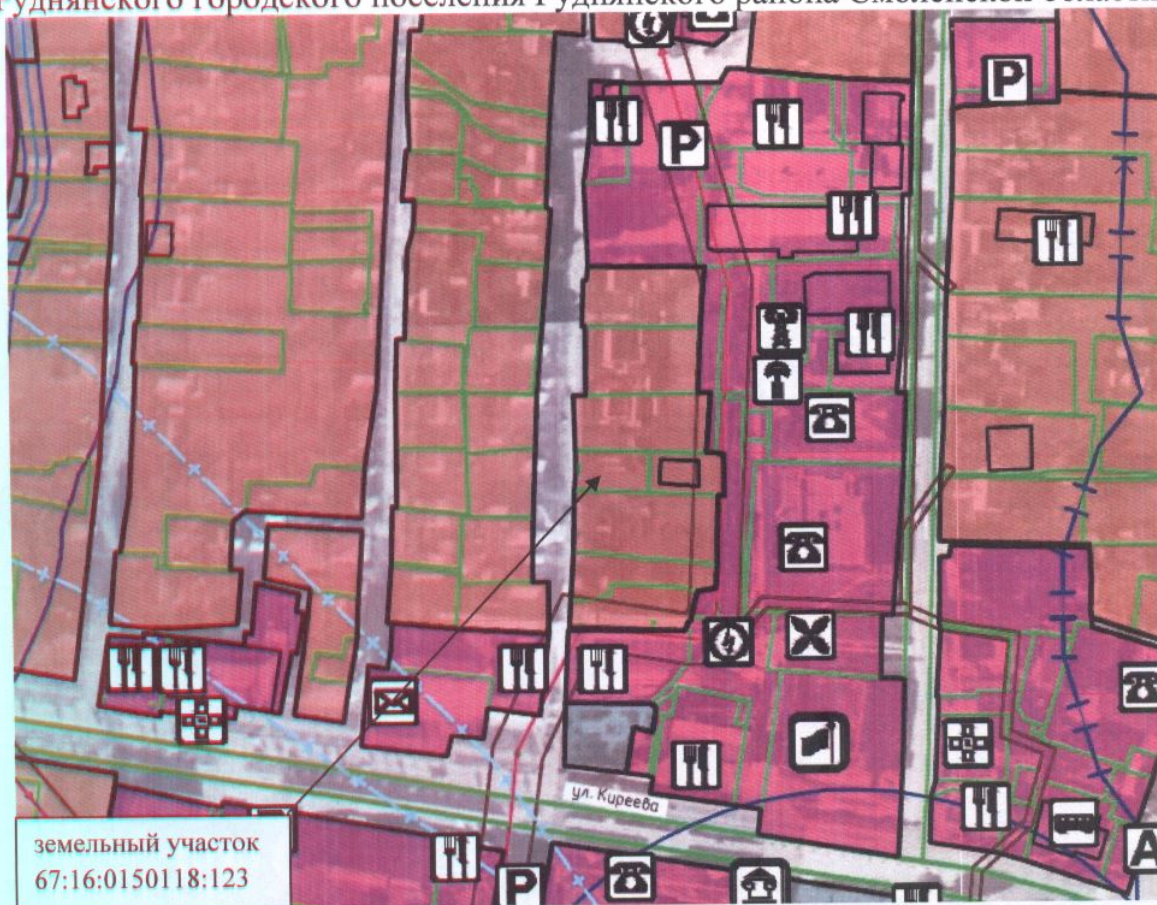 Руднянского городского поселения Руднянского района Смоленской области
P
P
ул. Киреева
земельный участок
67:16:0150118:123
P
A